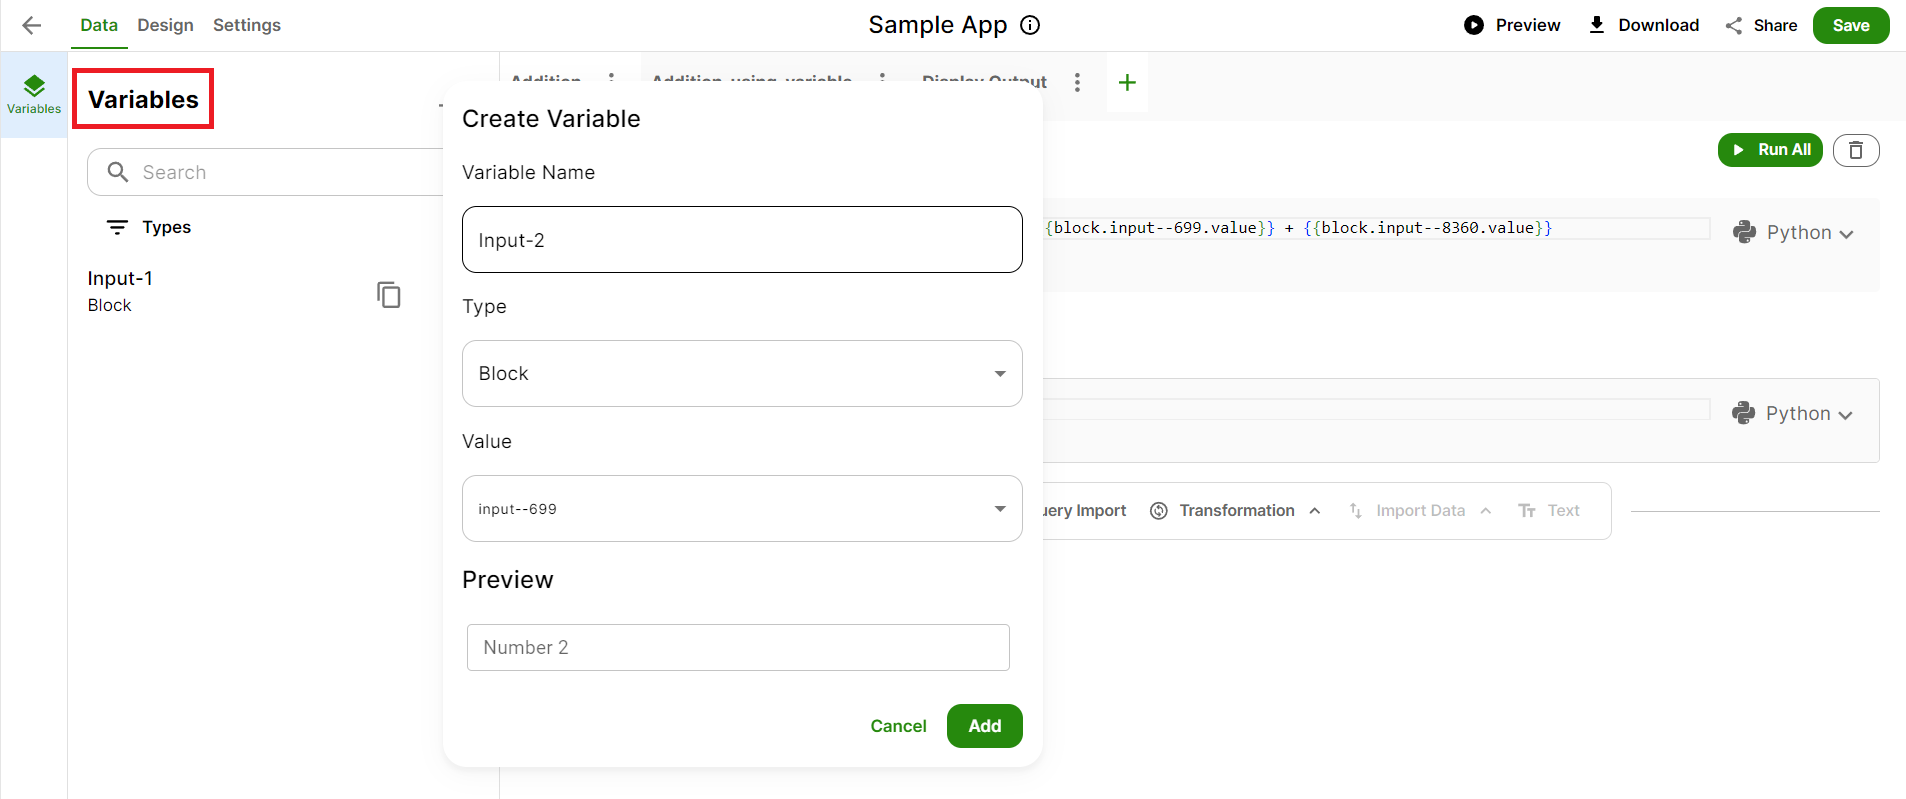 Data Design Settings
Sample App
Preview Download Share Save
Variables
Variables
Search
Types
Input-1
Block
Addition Addition using variable Display Output
Create Variable
Variable Name
Input-2
Type
Block
Value
input--699
Preview
Number 2
Cancel Add
Run All
{block.input--699.value}} + {{block.input--8360.value}}
Python
Python
uery Import Transformation Import Data Text